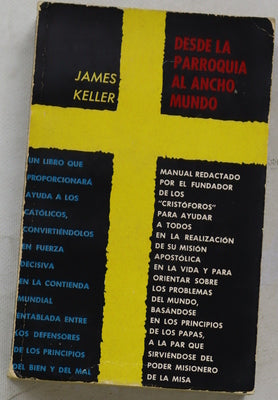 JAMES
KELLER
DESDE LA
PARROQUIA
AL ANCHO
MUNDO
UN LIBRO QUE
PROPORCIONARÁ
AYUDA A LOS
CATÓLICOS,
CONVIRTIÉNDOLOS
EN FUERZA
DECISIVA
EN LA CONTIENDA
MUNDIAL
ENTABLADA ENTRE
LOS DEFENSORES
DE LOS PRINCIPIOS
DEL BIEN Y DEL MAL
MANUAL REDACTADO
POR EL FUNDADOR
DE LOS
"CRISTÓFOROS"
PARA AYUDAR
A TODOS
EN LA REALIZACIÓN
DE SU MISIÓN
APOSTÓLICA
EN LA VIDA Y PARA
ORIENTAR SOBRE
LOS PROBLEMAS
DEL MUNDO,
BASÁNDOSE
EN LOS PRINCIPIOS
DE LOS PAPAS,
A LA PAR QUE
SIRVIENDOSE DEL
PODER MISIONERO
DE LA MISA